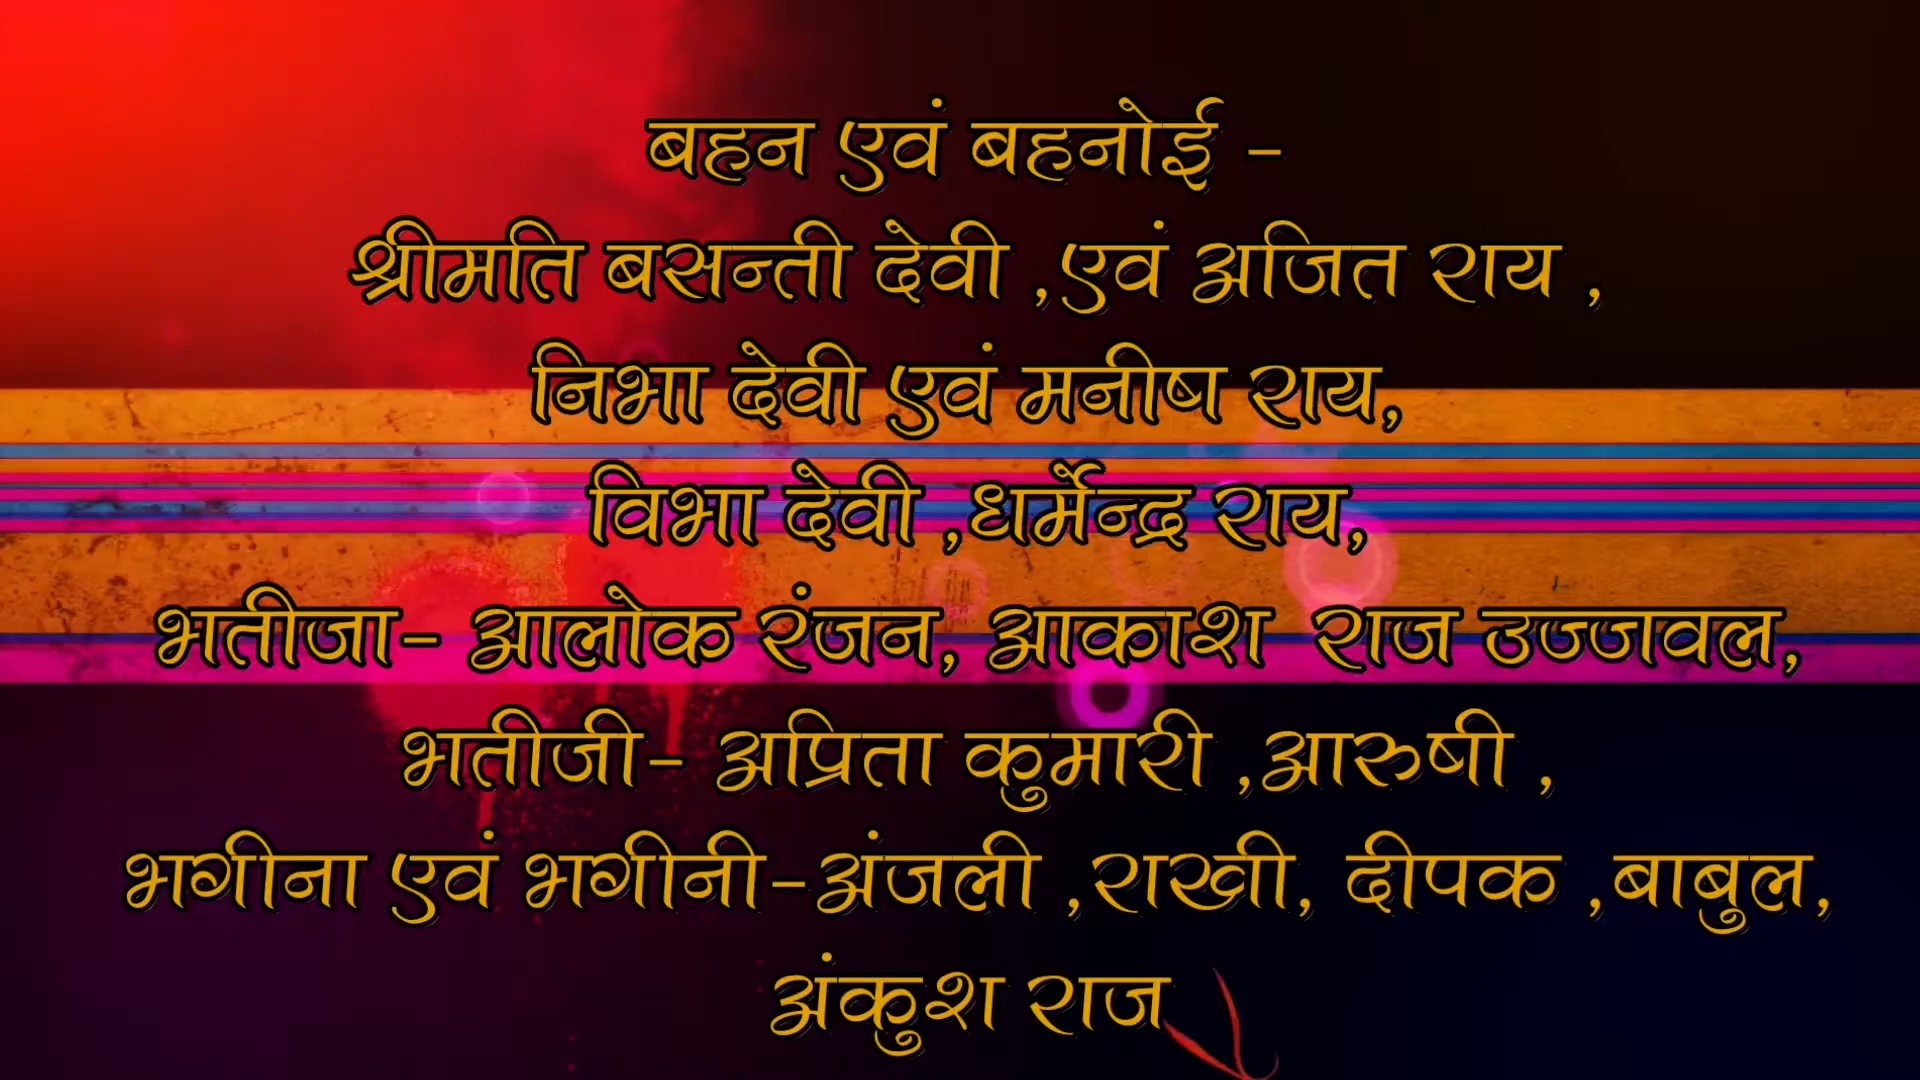 बहन एवं बहनोई -
श्रीमति बसन्ती देवी ,एवं अजित राय ,
निभा देवी एवं मनीष राय,
विभा देवी ,धर्मेन्द्र राय,
भतीजा- आलोक रंजन, आकाश राज उज्जवल,
भतीजी- अप्रिता कुमारी ,आरुषी ,
भगीना एवं भगीनी-अंजली ,राखी, दीपक ,बाबुल,
अंकुश राज